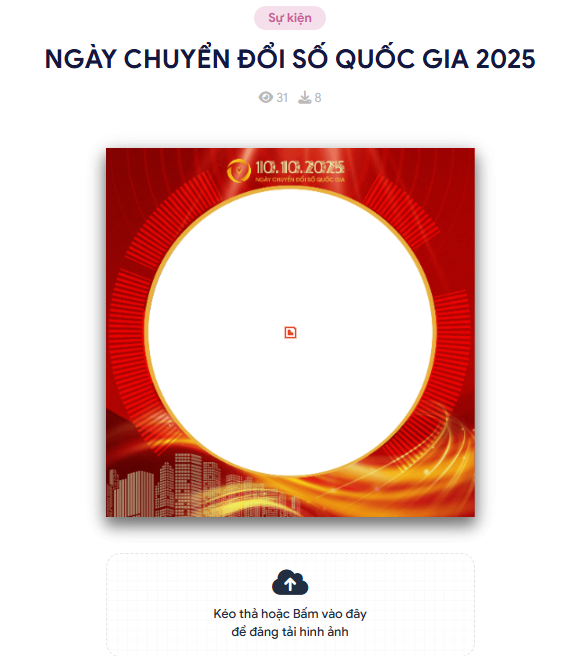 Sự kiện
NGÀY CHUYỂN ĐỔI SỐ QUỐC GIA 2025
31 8
10.10.2025
NGÀY CHUYỂN ĐỔI SỐ QUỐC GIA
Kéo thả hoặc Bấm vào đây
để đăng tải hình ảnh